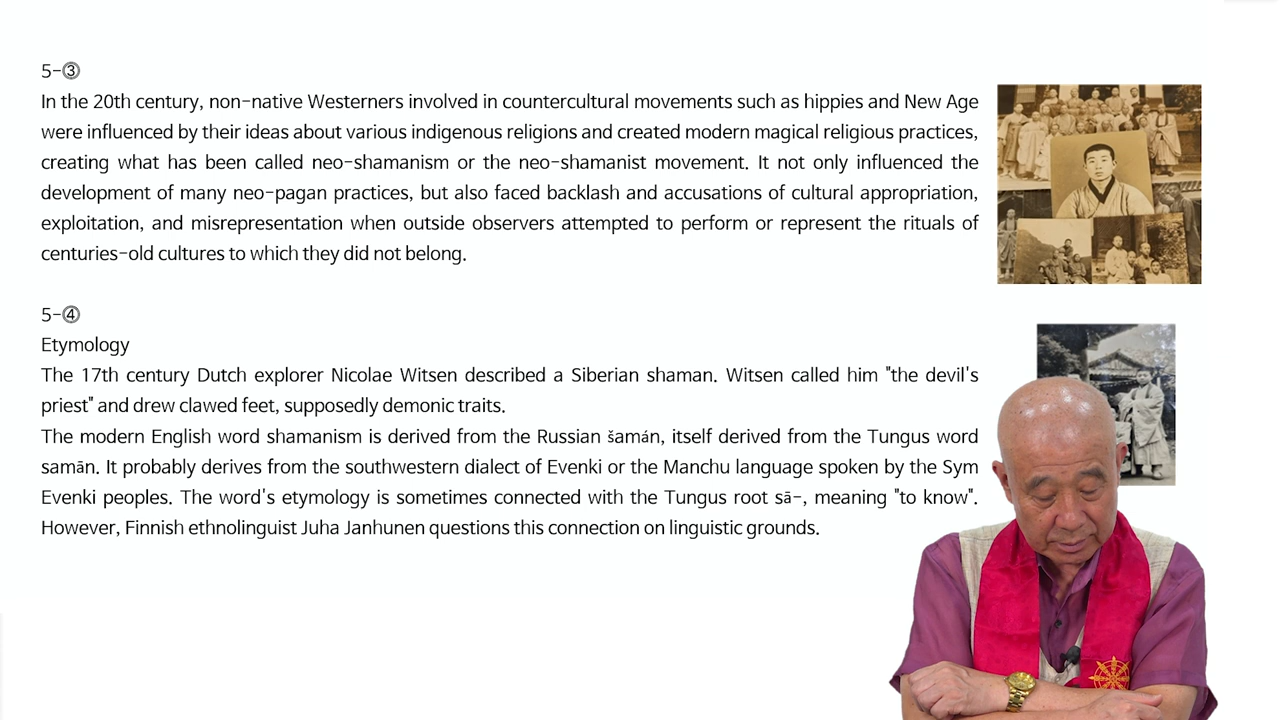 5-③
In the 20th century, non-native Westerners involved in countercultural movements such as hippies and New Age
were influenced by their ideas about various indigenous religions and created modern magical religious practices,
creating what has been called neo-shamanism or the neo-shamanist movement. It not only influenced the
development of many neo-pagan practices, but also faced backlash and accusations of cultural appropriation,
exploitation, and misrepresentation when outside observers attempted to perform or represent the rituals of
centuries-old cultures to which they did not belong.
5-④
Etymology
The 17th century Dutch explorer Nicolae Witsen described a Siberian shaman. Witsen called him "the devil's
priest" and drew clawed feet, supposedly demonic traits.
The modern English word shamanism is derived from the Russian šamán, itself derived from the Tungus word
samān. It probably derives from the southwestern dialect of Evenki or the Manchu language spoken by the Sym
Evenki peoples. The word's etymology is sometimes connected with the Tungus root sā-, meaning "to know".
However, Finnish ethnolinguist Juha Janhunen questions this connection on linguistic grounds.